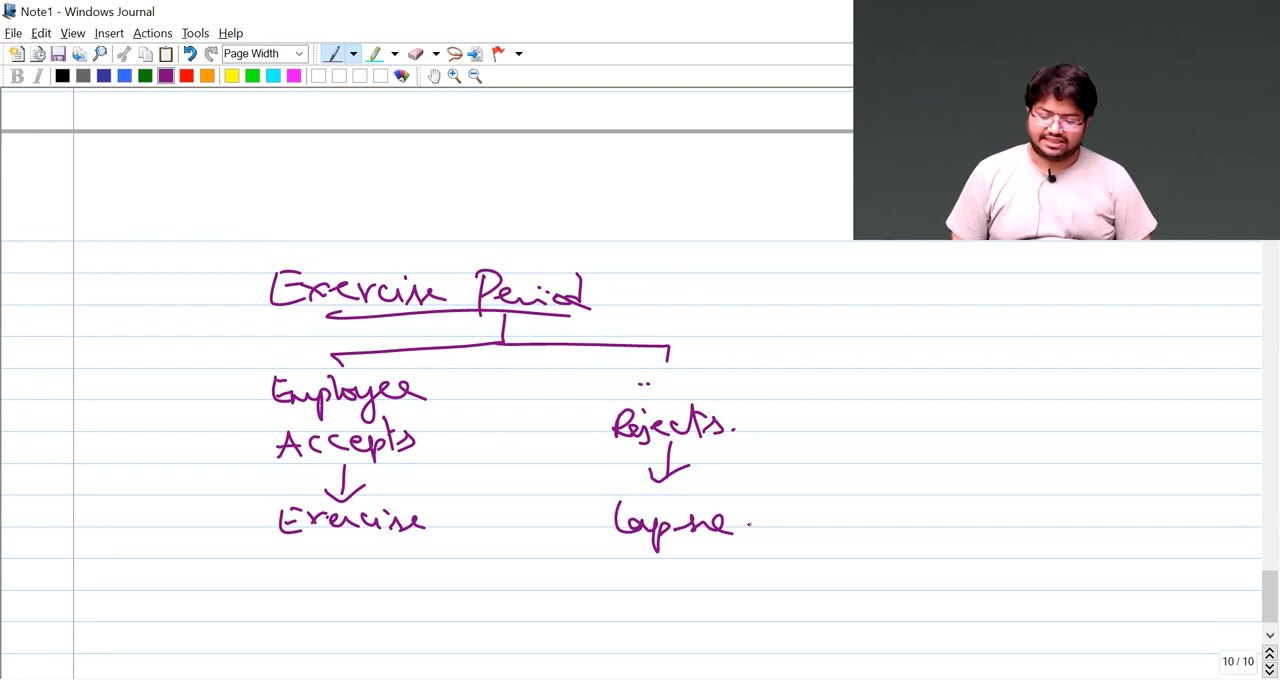 Note1 - Windows Journal
File Edit View Insert Actions Tools Help
Page Width
B I
Exercise Period
Employee "
Accepts Rejects.
Exercise Lapse.
10 / 10